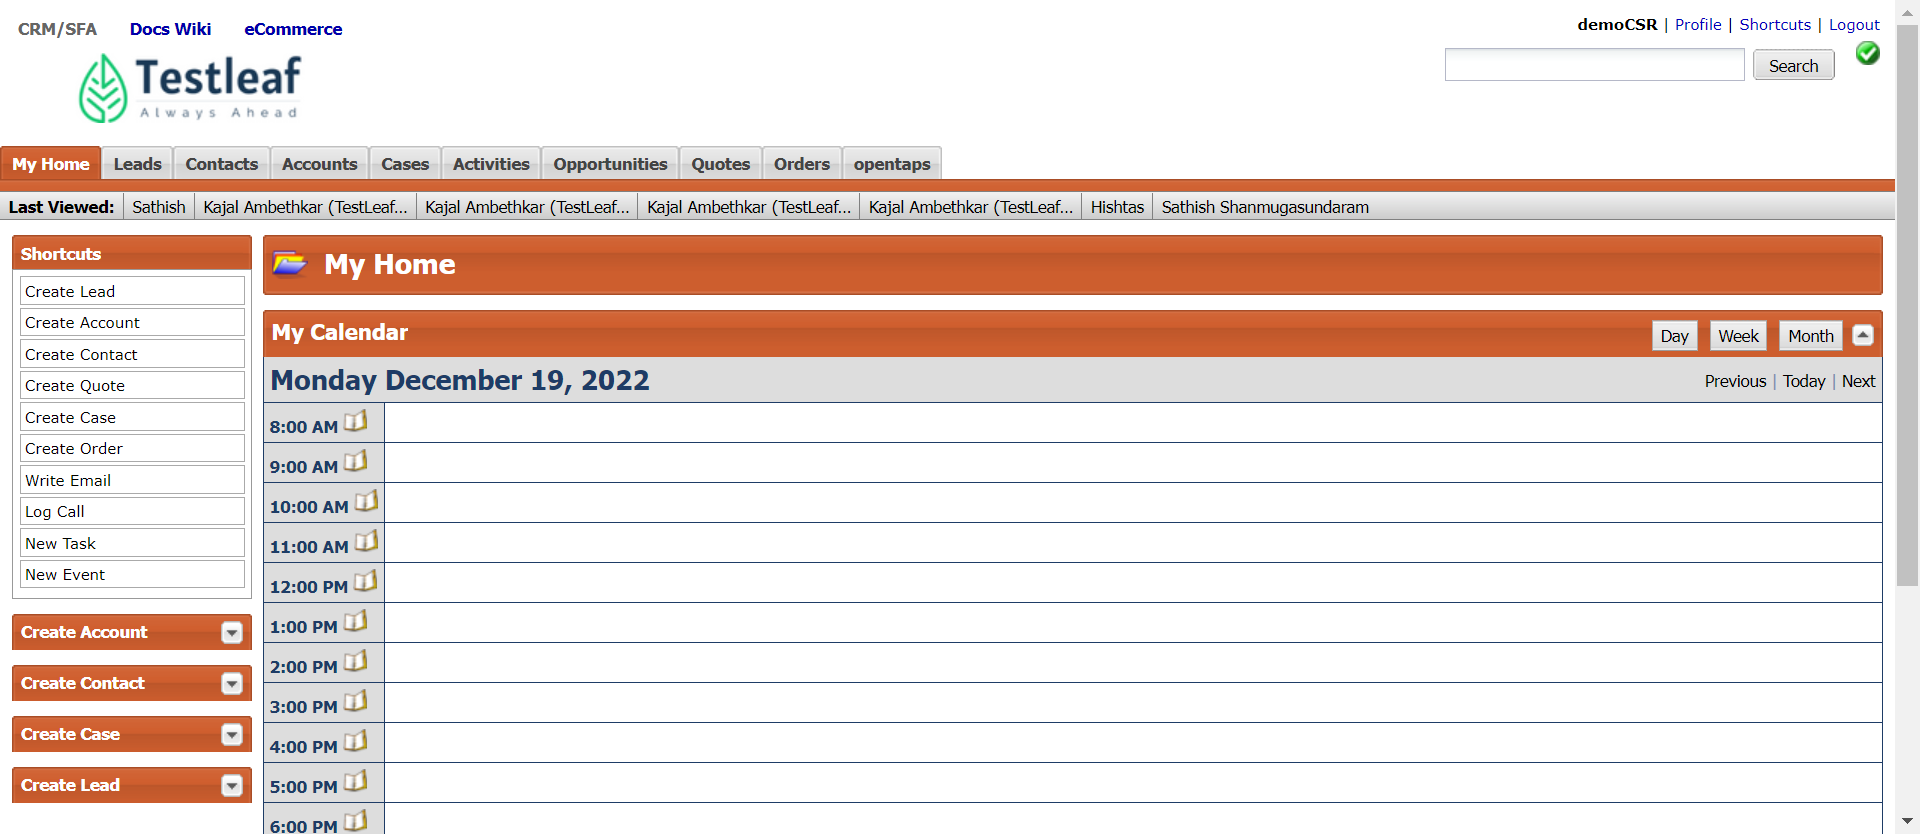 CRM/SFA Docs Wiki eCommerce
demoCSR | Profile | Shortcuts | Logout
Search
Testleaf
Always Ahead
My Home Leads Contacts Accounts Cases Activities Opportunities Quotes Orders opentaps
Last Viewed: Sathish Kajal Ambethkar (TestLeaf... Kajal Ambethkar (TestLeaf... Kajal Ambethkar (TestLeaf... Kajal Ambethkar (TestLeaf... Hishtas Sathish Shanmugasundaram
Shortcuts
Create Lead
Create Account
Create Contact
Create Quote
Create Case
Create Order
Write Email
Log Call
New Task
New Event
Create Account
Create Contact
Create Case
Create Lead
My Home
My Calendar
Day Week Month
Monday December 19, 2022
Previous | Today | Next
8:00 AM
9:00 AM
10:00 AM
11:00 AM
12:00 PM
1:00 PM
2:00 PM
3:00 PM
4:00 PM
5:00 PM
6:00 PM